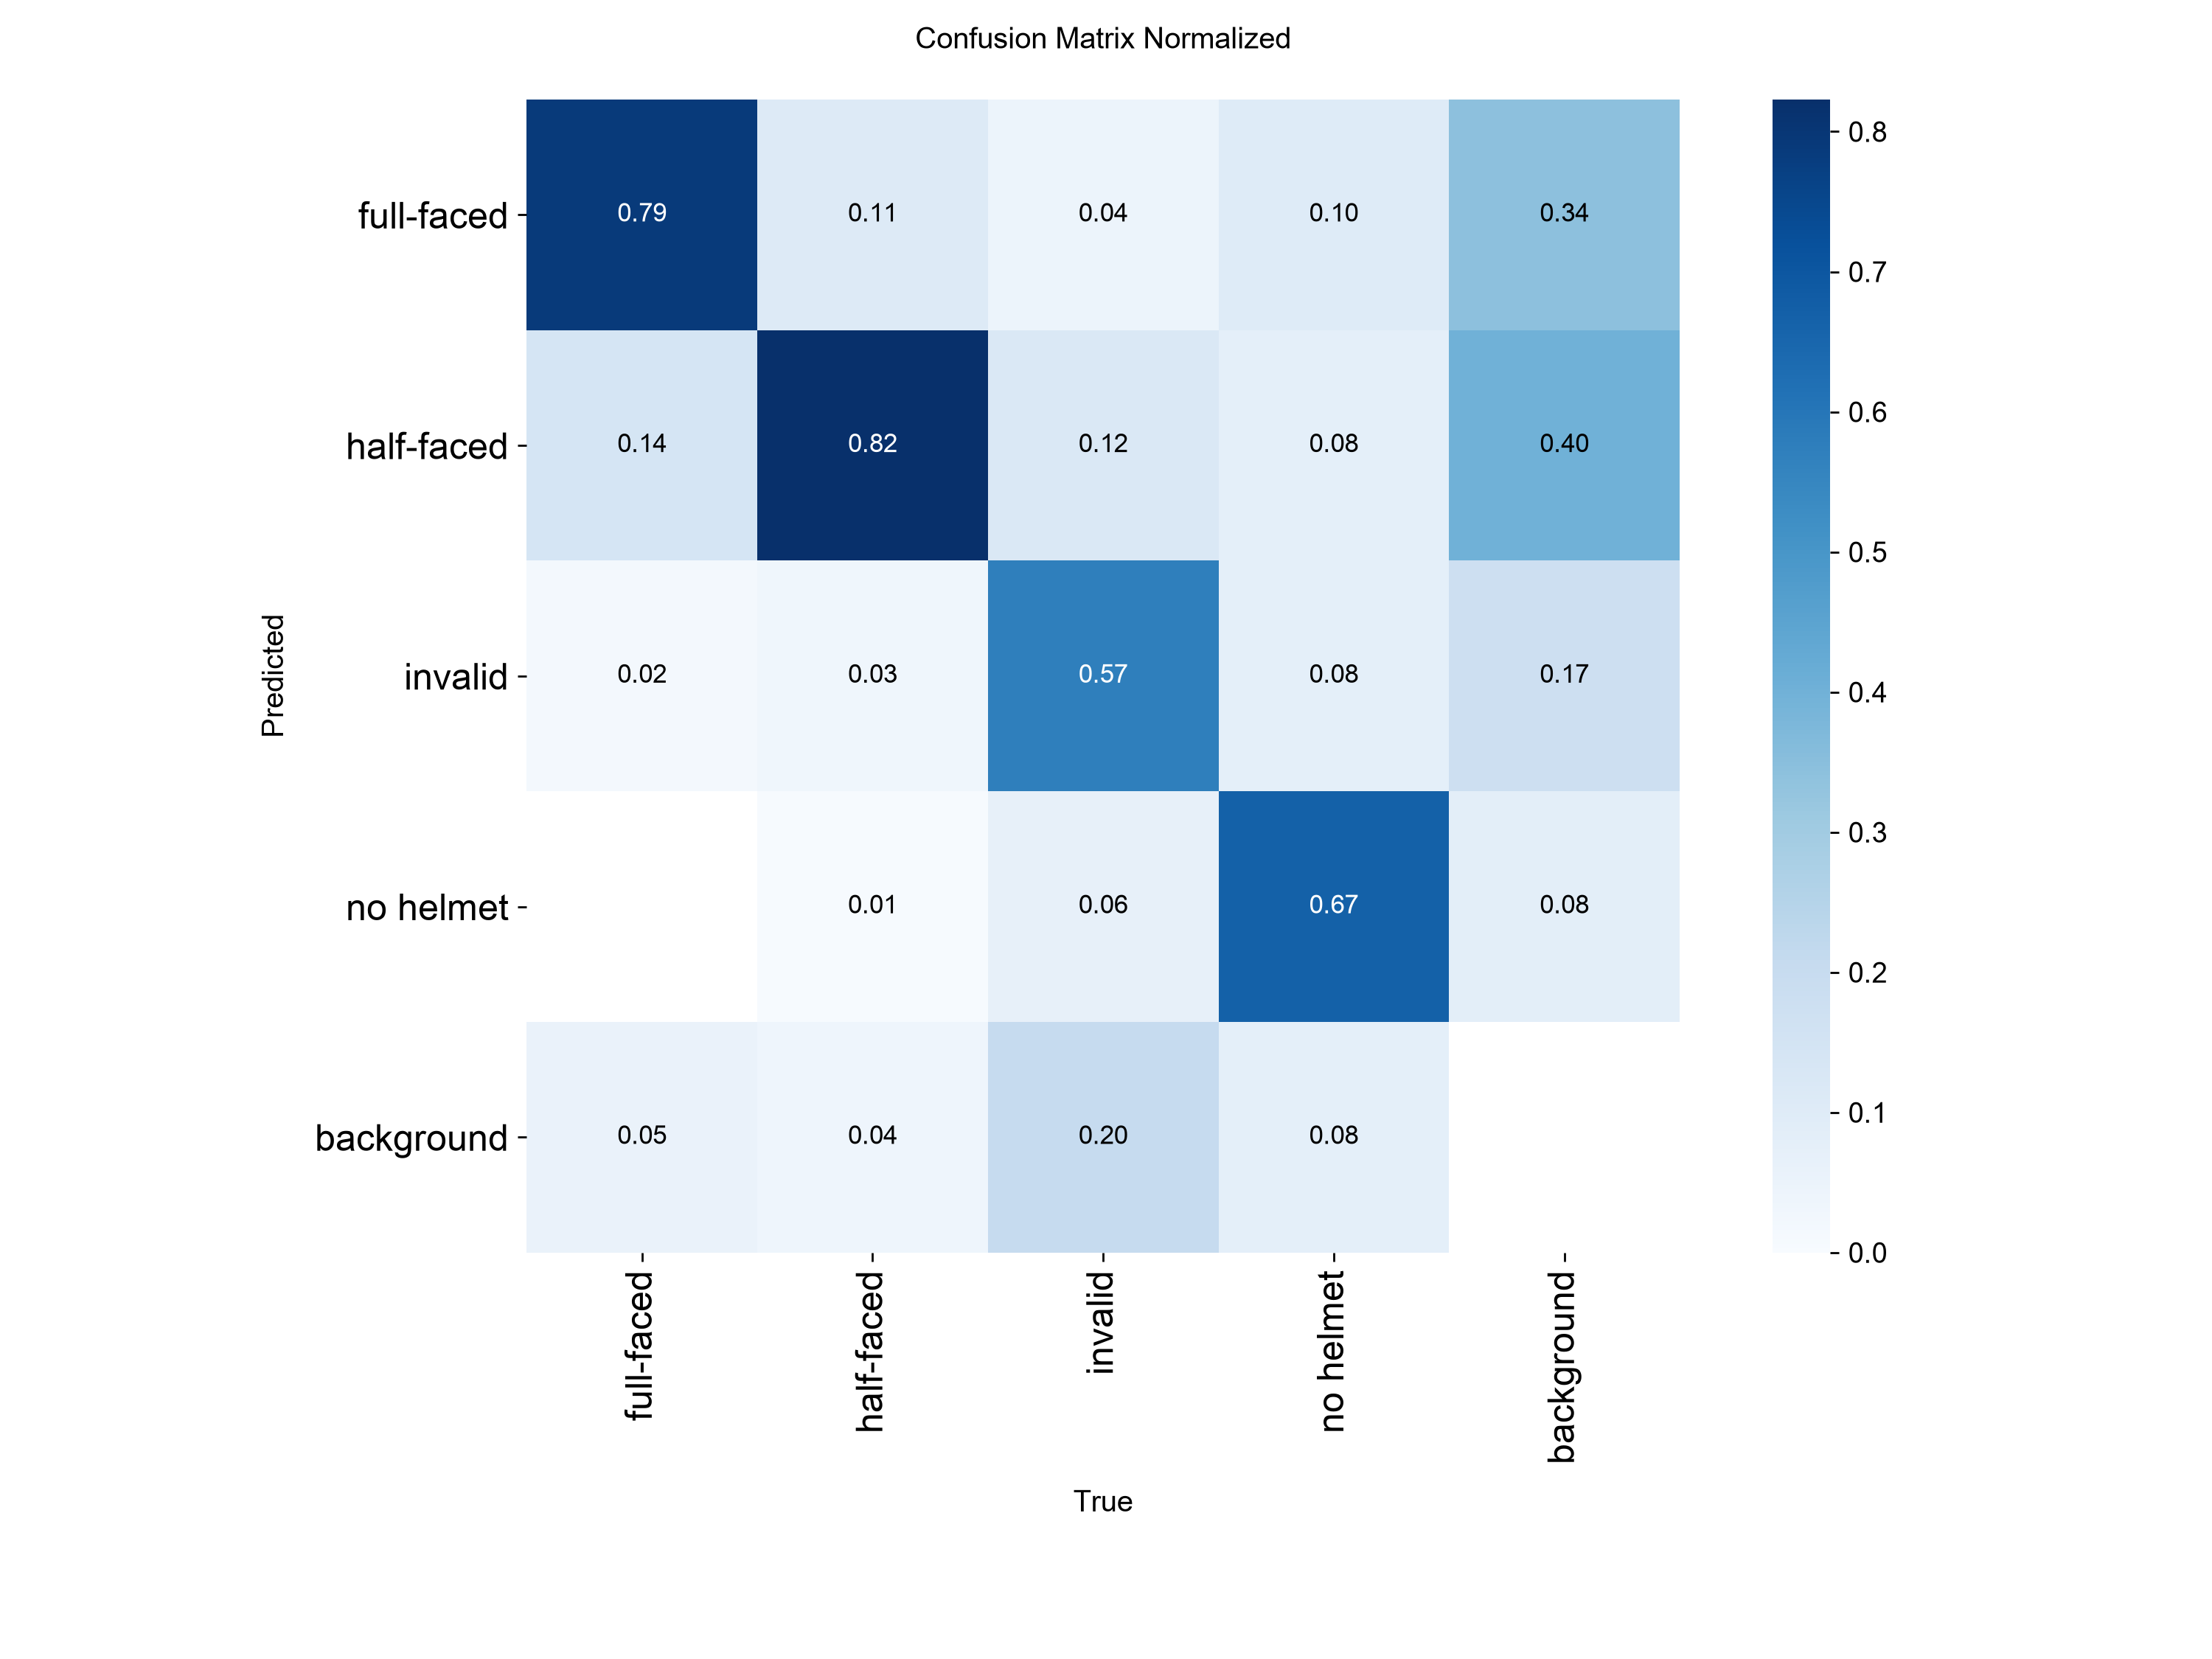 Confusion Matrix Normalized
full-faced 0.79 0.11 0.04 0.10 0.34
half-faced 0.14 0.82 0.12 0.08 0.40
invalid 0.02 0.03 0.57 0.08 0.17
no helmet 0.01 0.06 0.67 0.08
background 0.05 0.04 0.20 0.08
Predicted
full-faced half-faced invalid no helmet background
True
0.8
0.7
0.6
0.5
0.4
0.3
0.2
0.1
0.0